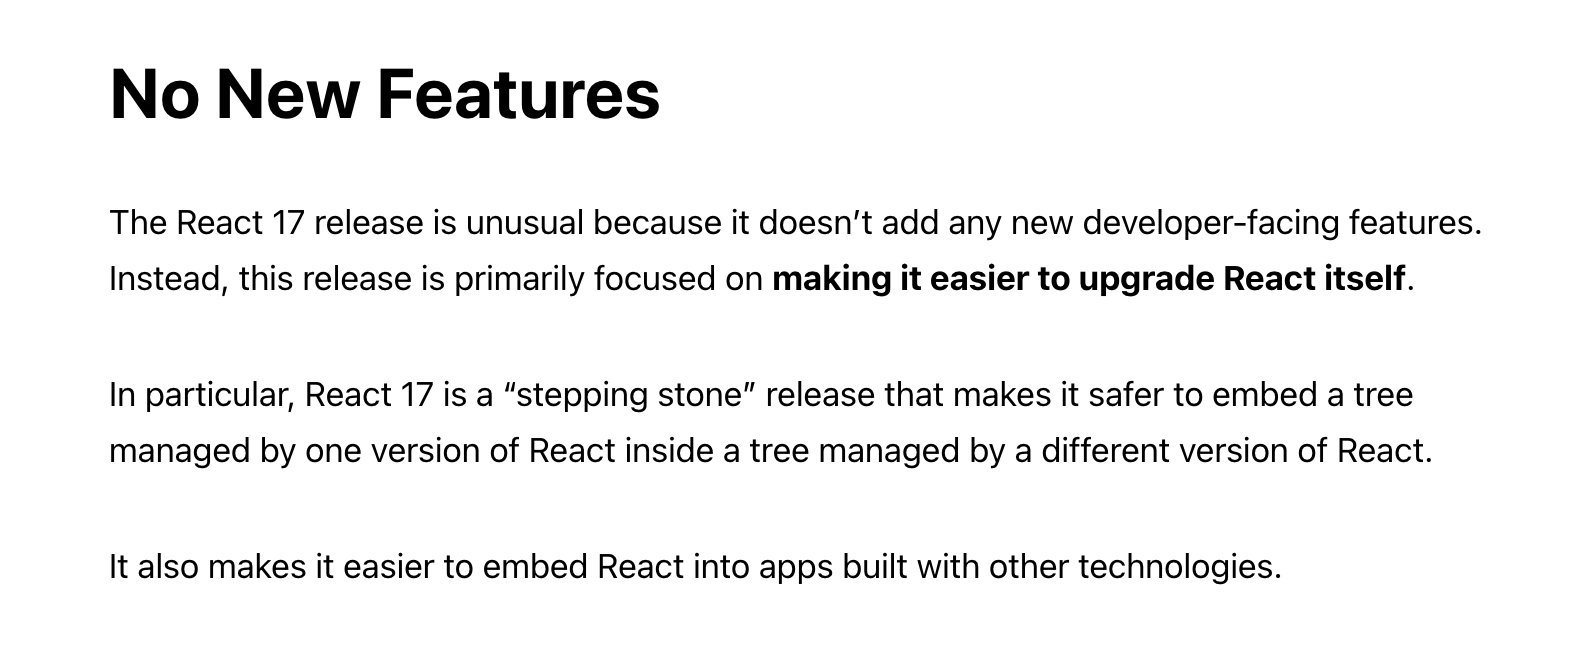 No New Features
The React 17 release is unusual because it doesn’t add any new developer-facing features.
Instead, this release is primarily focused on making it easier to upgrade React itself.
In particular, React 17 is a “stepping stone” release that makes it safer to embed a tree
managed by one version of React inside a tree managed by a different version of React.
It also makes it easier to embed React into apps built with other technologies.